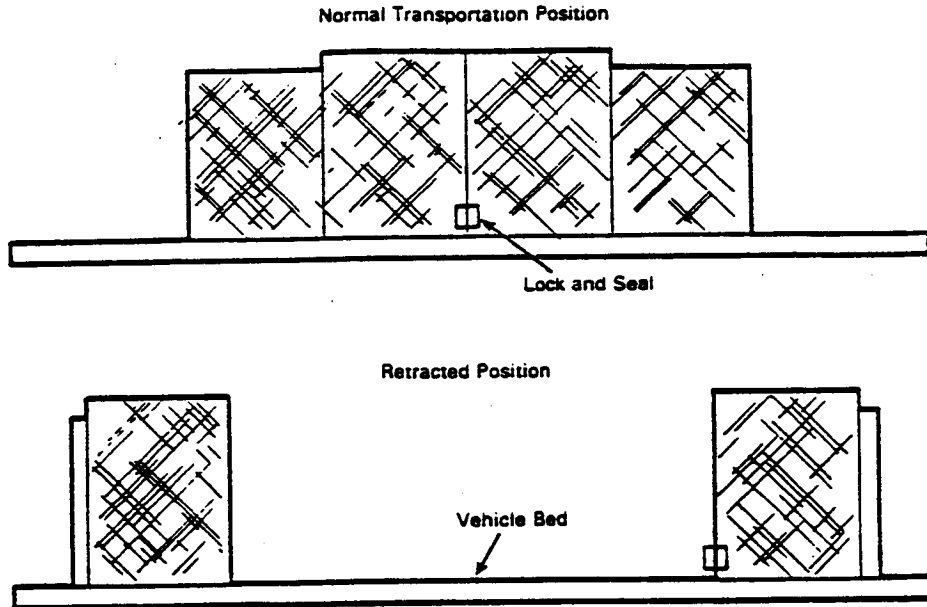 Normal Transportation Position
Lock and Seal
Retracted Position
Vehicle Bed